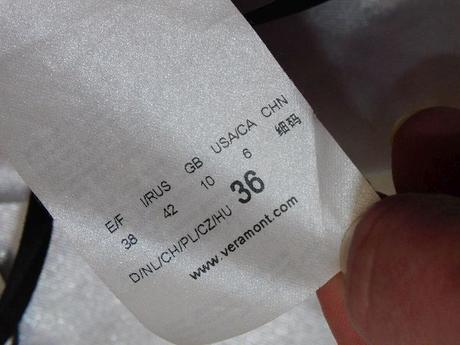 E/F I/RUS GB USA/CA CHN
38 42 10 6 细码
D/NL/CH/PL/CZ/HU 36
www.veramont.com